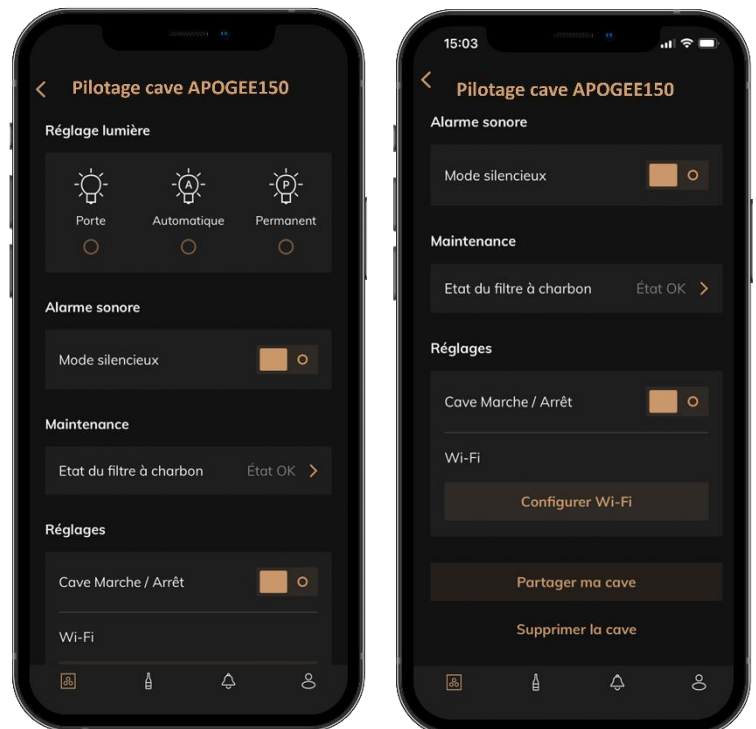 Pilotage cave APOGEE150
Réglage lumière
A
P
Porte
Automatique
Permanent
Alarme sonore
Mode silencieux
Maintenance
Etat du filtre à charbon
État OK
Réglages
Cave Marche / Arrêt
Wi-Fi
15:03
Pilotage cave APOGEE150
Alarme sonore
Mode silencieux
Maintenance
Etat du filtre à charbon
État OK
Réglages
Cave Marche / Arrêt
Wi-Fi
Configurer Wi-Fi
Partager ma cave
Supprimer la cave